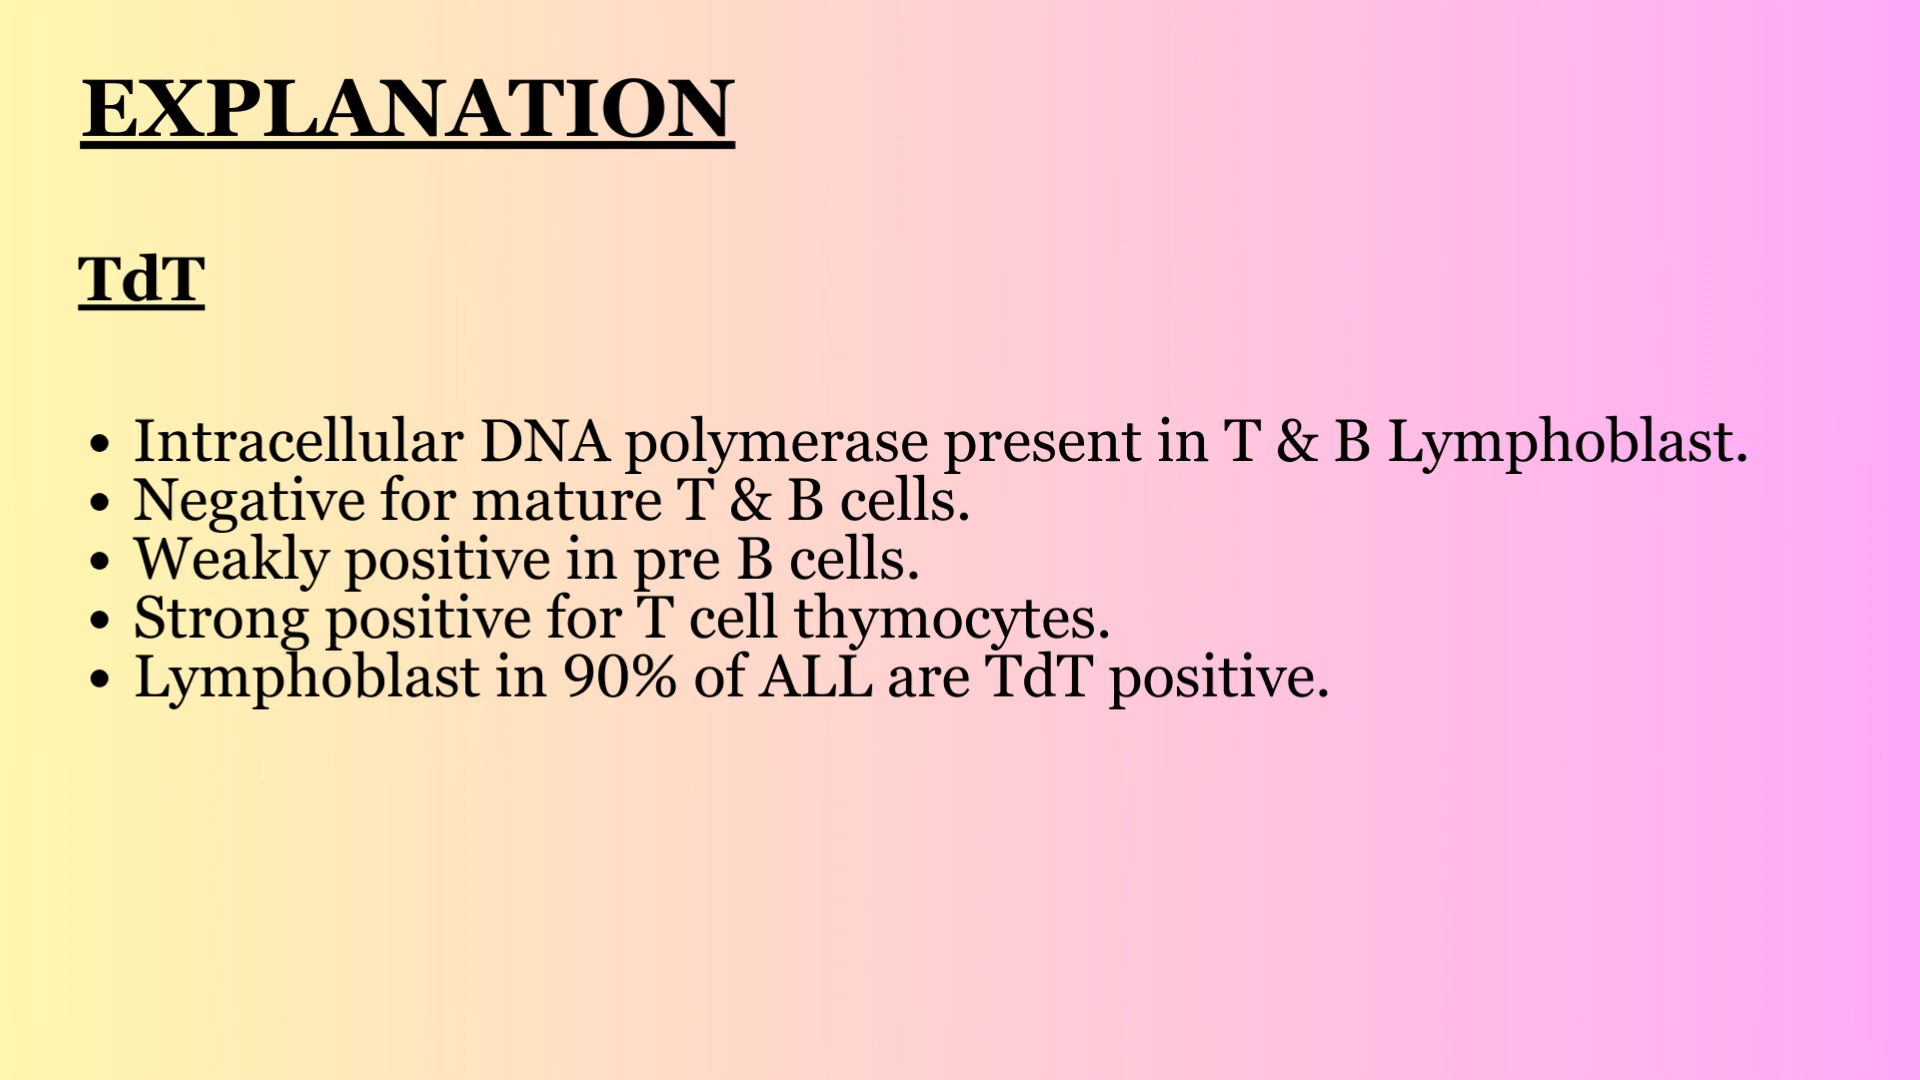 EXPLANATION
TdT
• Intracellular DNA polymerase present in T & B Lymphoblast.
• Negative for mature T & B cells.
• Weakly positive in pre B cells.
• Strong positive for T cell thymocytes.
• Lymphoblast in 90% of ALL are TdT positive.